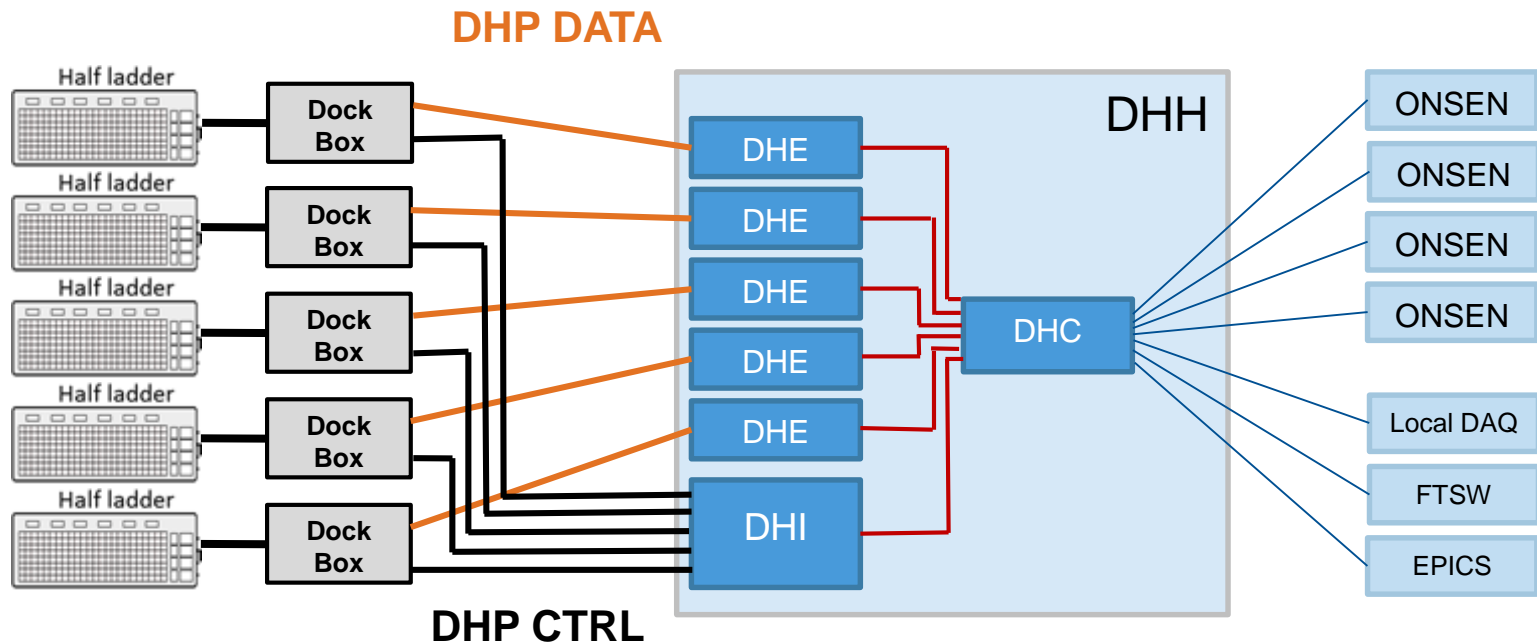 DHP DATA
Half ladder
Dock
Box
Half ladder
Dock
Box
Half ladder
Dock
Box
Half ladder
Dock
Box
Half ladder
Dock
Box
DHP CTRL
DHH
DHE
DHE
DHE
DHE
DHE
DHI
DHC
ONSEN
ONSEN
ONSEN
ONSEN
Local DAQ
FTSW
EPICS